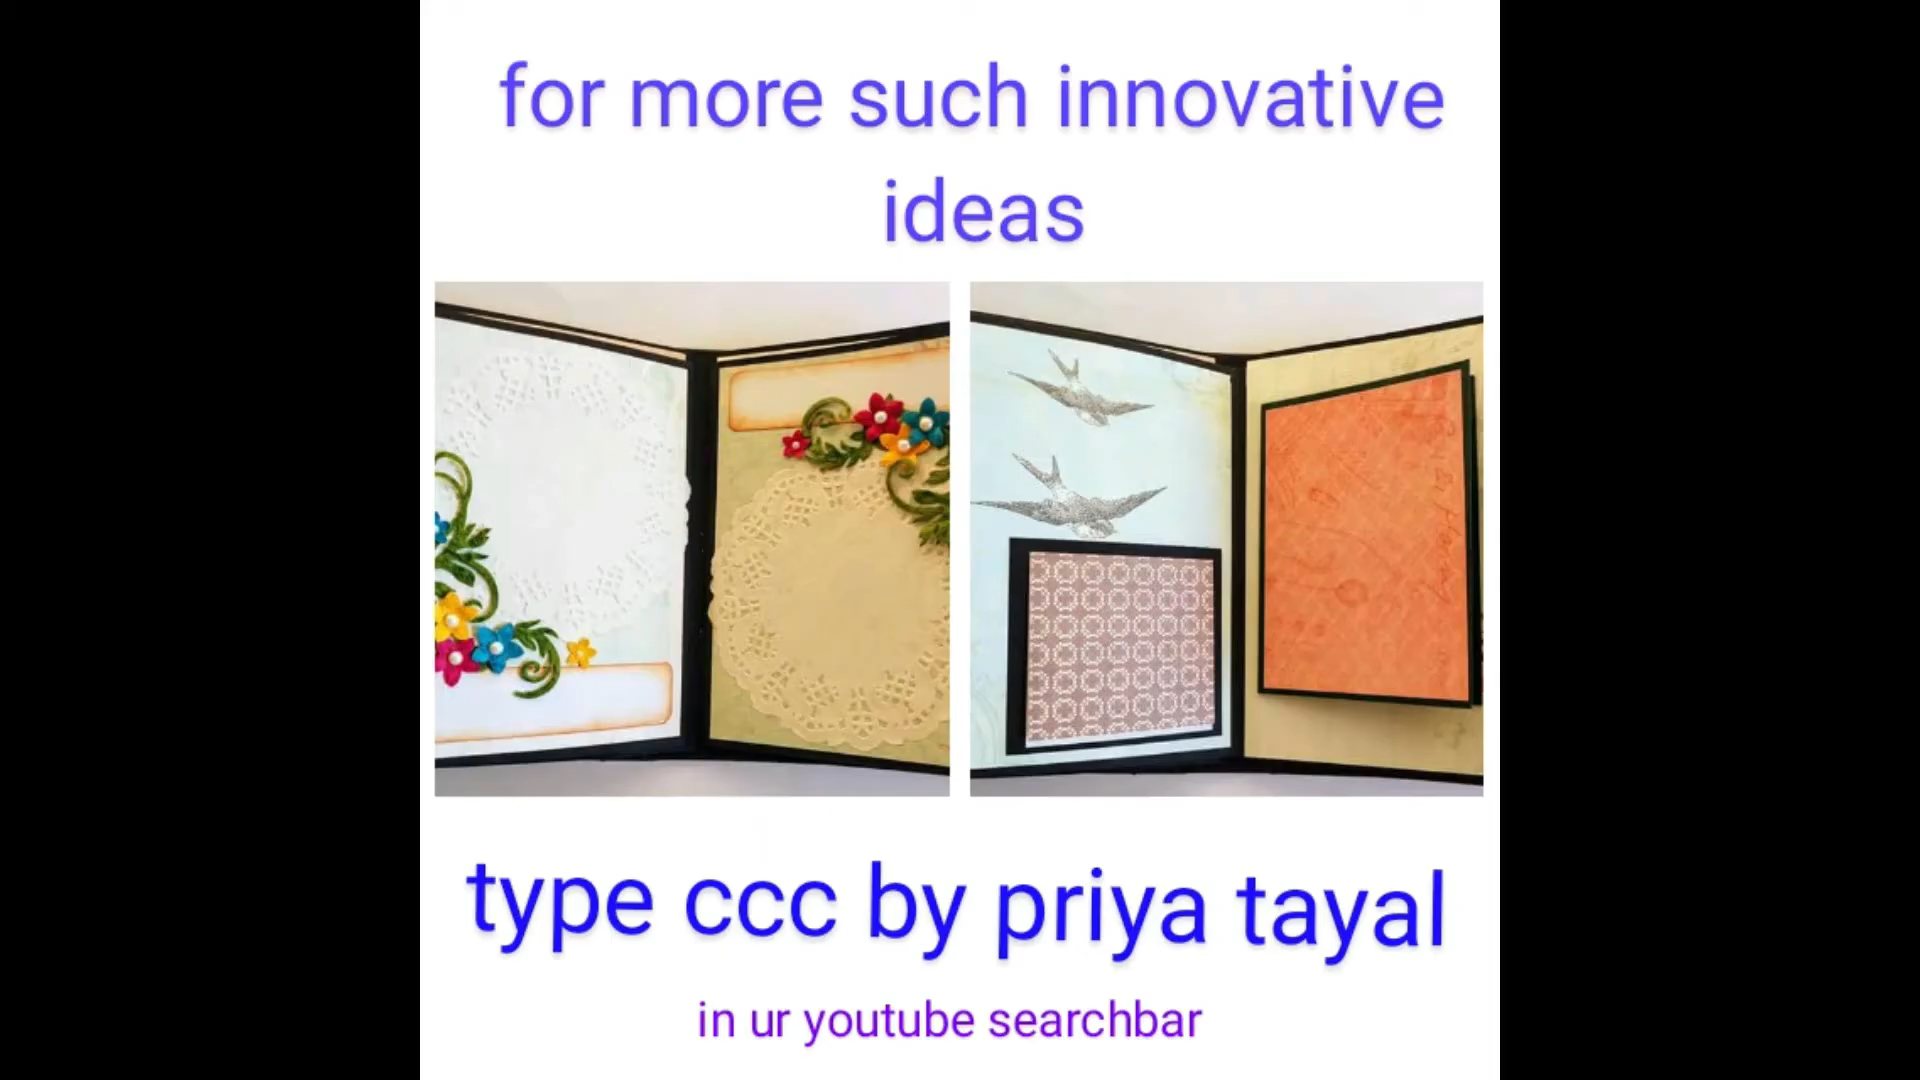 for more such innovative
ideas
type ccc by priya tayal
in ur youtube searchbar